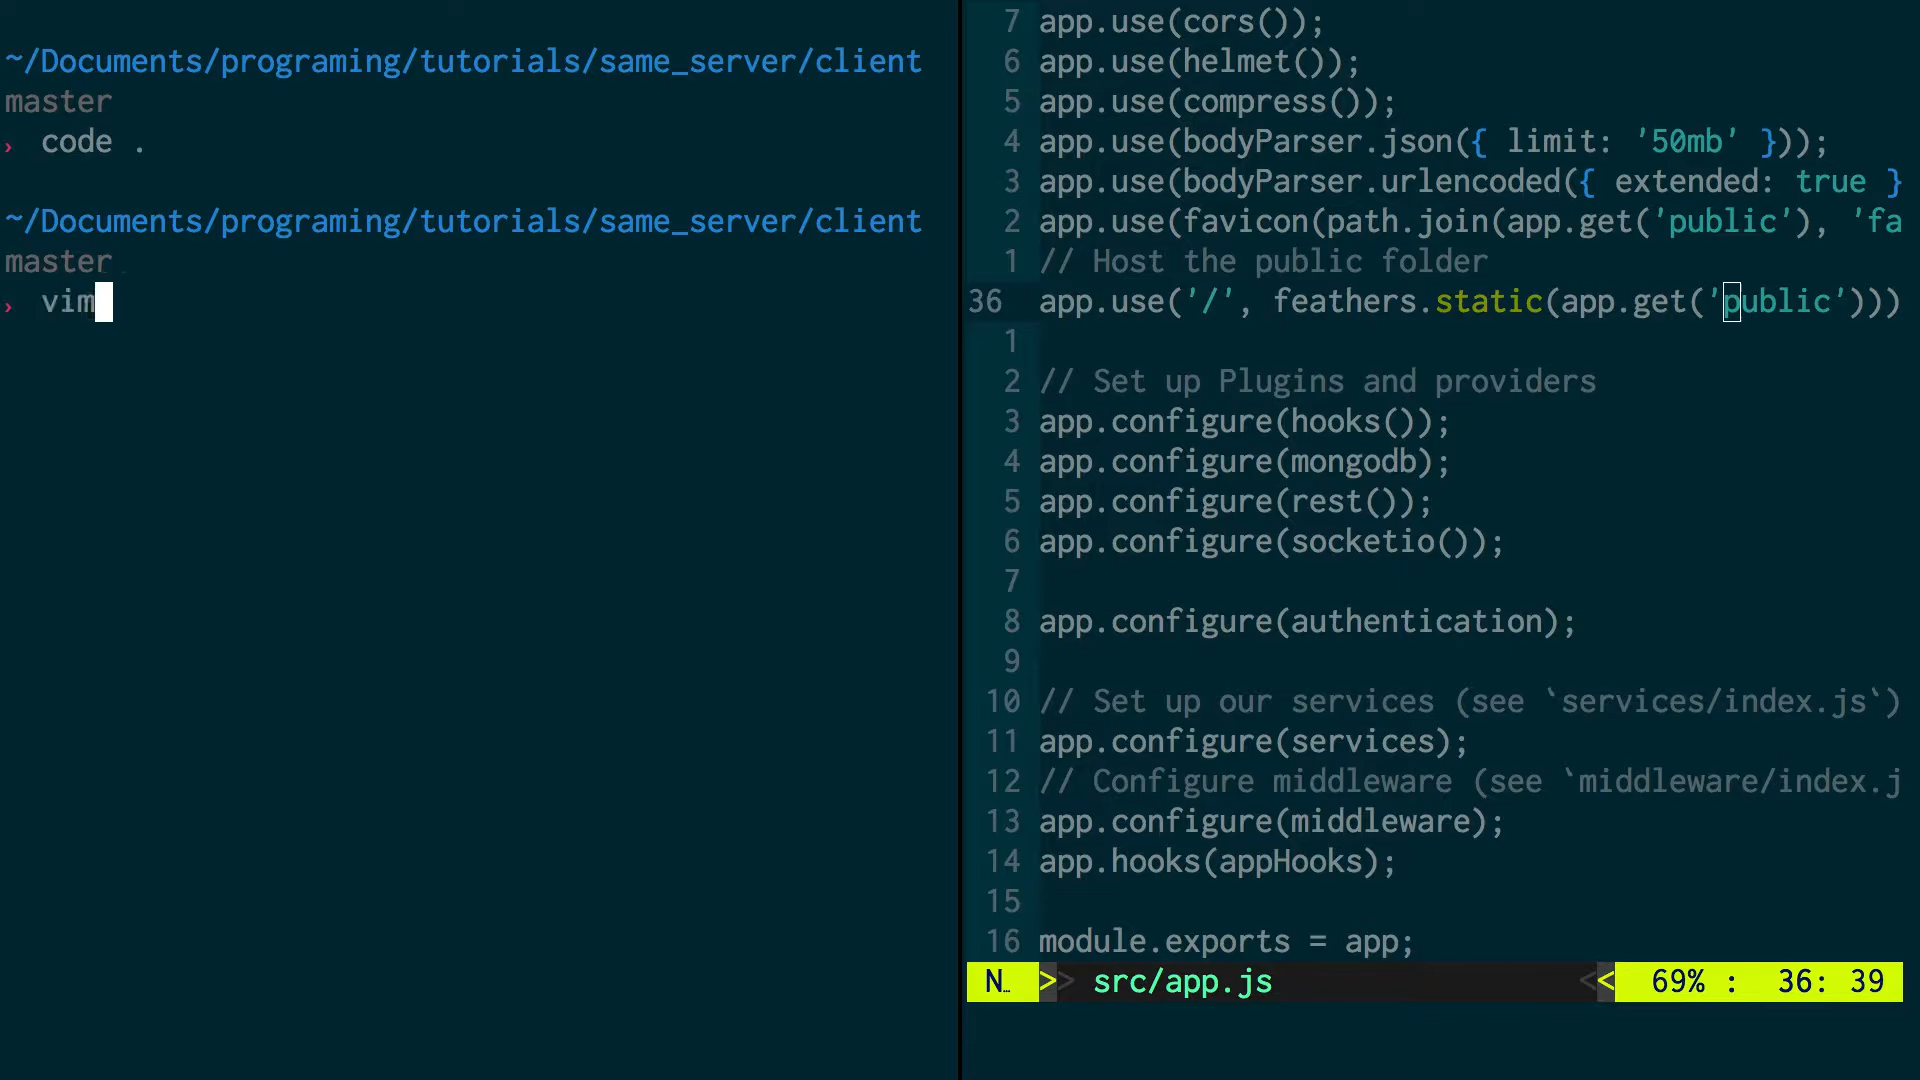 ~/Documents/programing/tutorials/same_server/client
master
› code .
~/Documents/programing/tutorials/same_server/client
master
› vim
7 app.use(cors());
6 app.use(helmet());
5 app.use(compress());
4 app.use(bodyParser.json({ limit: '50mb' }));
3 app.use(bodyParser.urlencoded({ extended: true }
2 app.use(favicon(path.join(app.get('public'), 'fa
1 // Host the public folder
36 app.use('/', feathers.static(app.get('public')))
1
2 // Set up Plugins and providers
3 app.configure(hooks());
4 app.configure(mongodb);
5 app.configure(rest());
6 app.configure(socketio());
7
8 app.configure(authentication);
9
10 // Set up our services (see `services/index.js`)
11 app.configure(services);
12 // Configure middleware (see `middleware/index.j
13 app.configure(middleware);
14 app.hooks(appHooks);
15
16 module.exports = app;
N… >> src/app.js << 69% : 36: 39